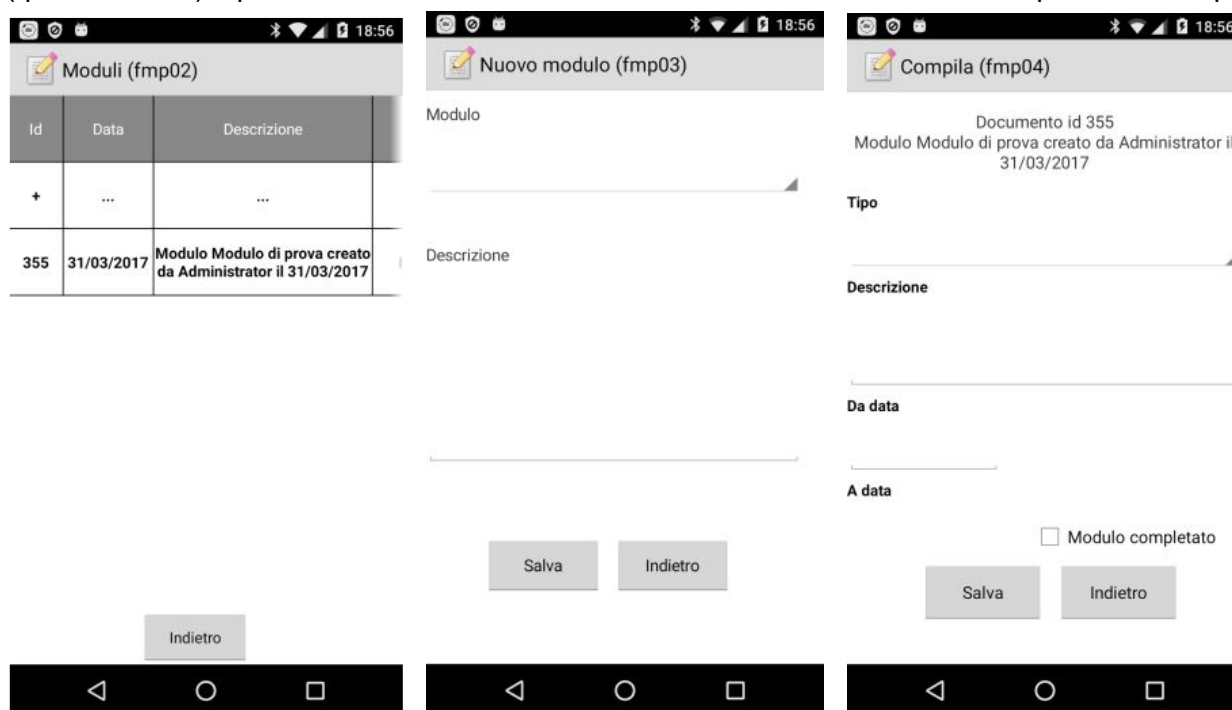 18:56
Moduli (fmp02)
Id Data Descrizione
+ ... ...
355 31/03/2017 Modulo Modulo di prova creato
da Administrator il 31/03/2017
Indietro
18:56
Nuovo modulo (fmp03)
Modulo
Descrizione
Salva Indietro
18:56
Compila (fmp04)
Documento id 355
Modulo Modulo di prova creato da Administrator il
31/03/2017
Tipo
Descrizione
Da data
A data
Modulo completato
Salva Indietro